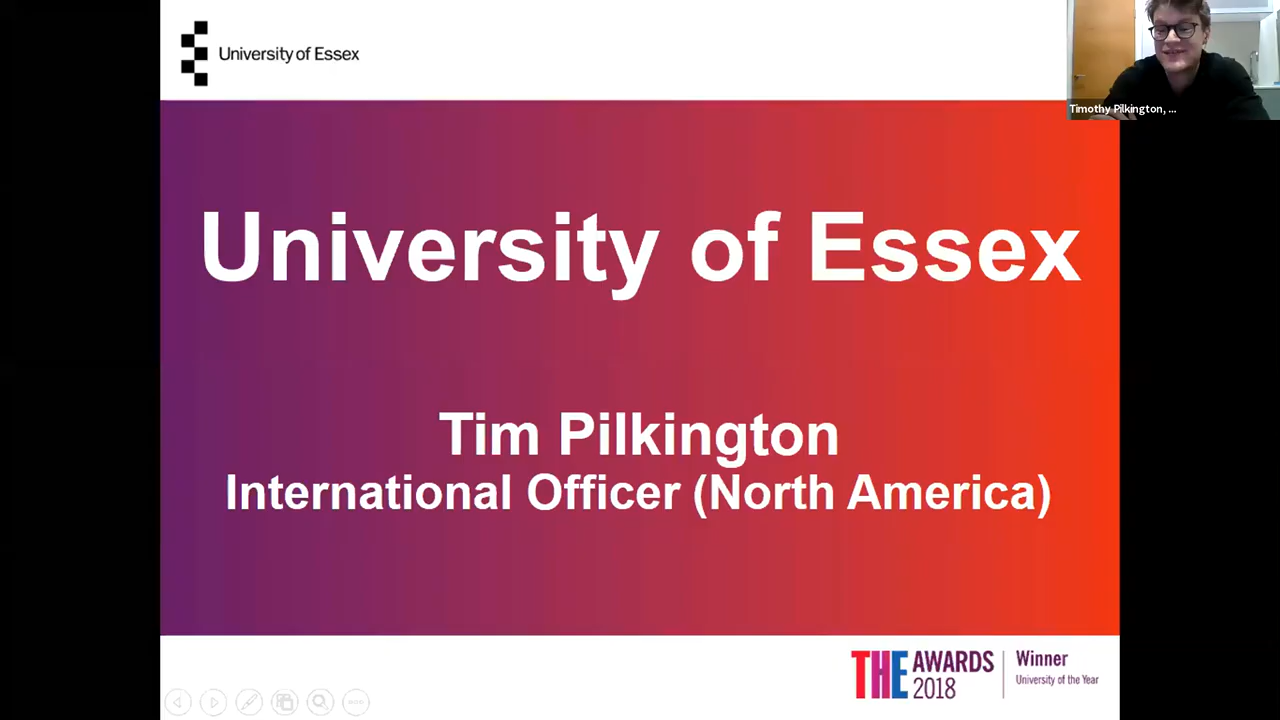 University of Essex
Timothy Pilkington, ...
University of Essex
Tim Pilkington
International Officer (North America)
THE AWARDS 2018
Winner
University of the Year